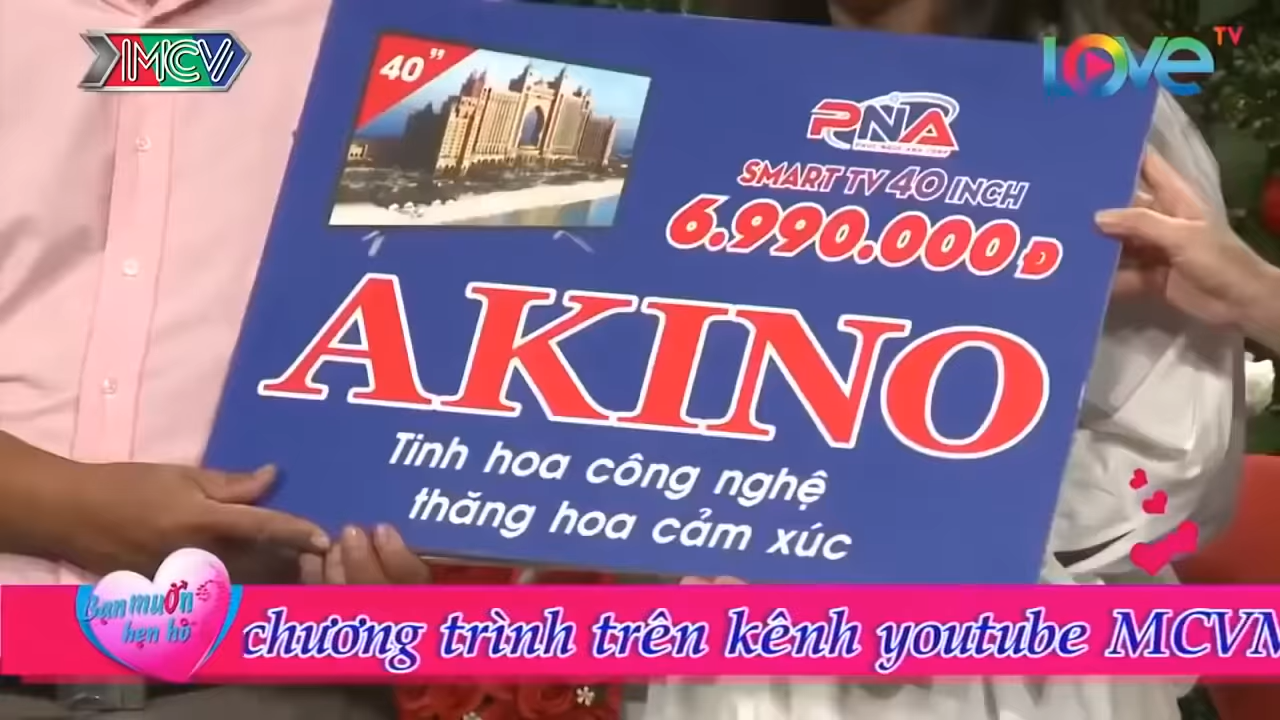 MCV
LOVE TV
40"
PNA
SMART TV 40 INCH
6.990.000 Đ
AKINO
Tinh hoa công nghệ
thăng hoa cảm xúc
Bạn muốn
hẹn hò
chương trình trên kênh youtube MCVM